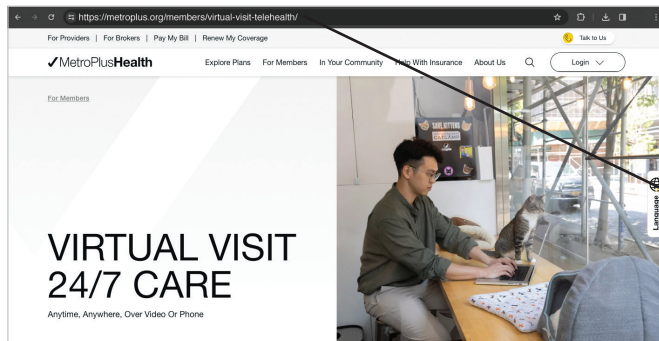 https://metroplus.org/members/virtual-visit-telehealth/
For Providers | For Brokers | Pay My Bill | Renew My Coverage
Talk to Us
MetroPlusHealth
Explore Plans For Members In Your Community Help With Insurance About Us
Login
For Members
SAVE KITTENS
Language
VIRTUAL VISIT
24/7 CARE
Anytime, Anywhere, Over Video Or Phone